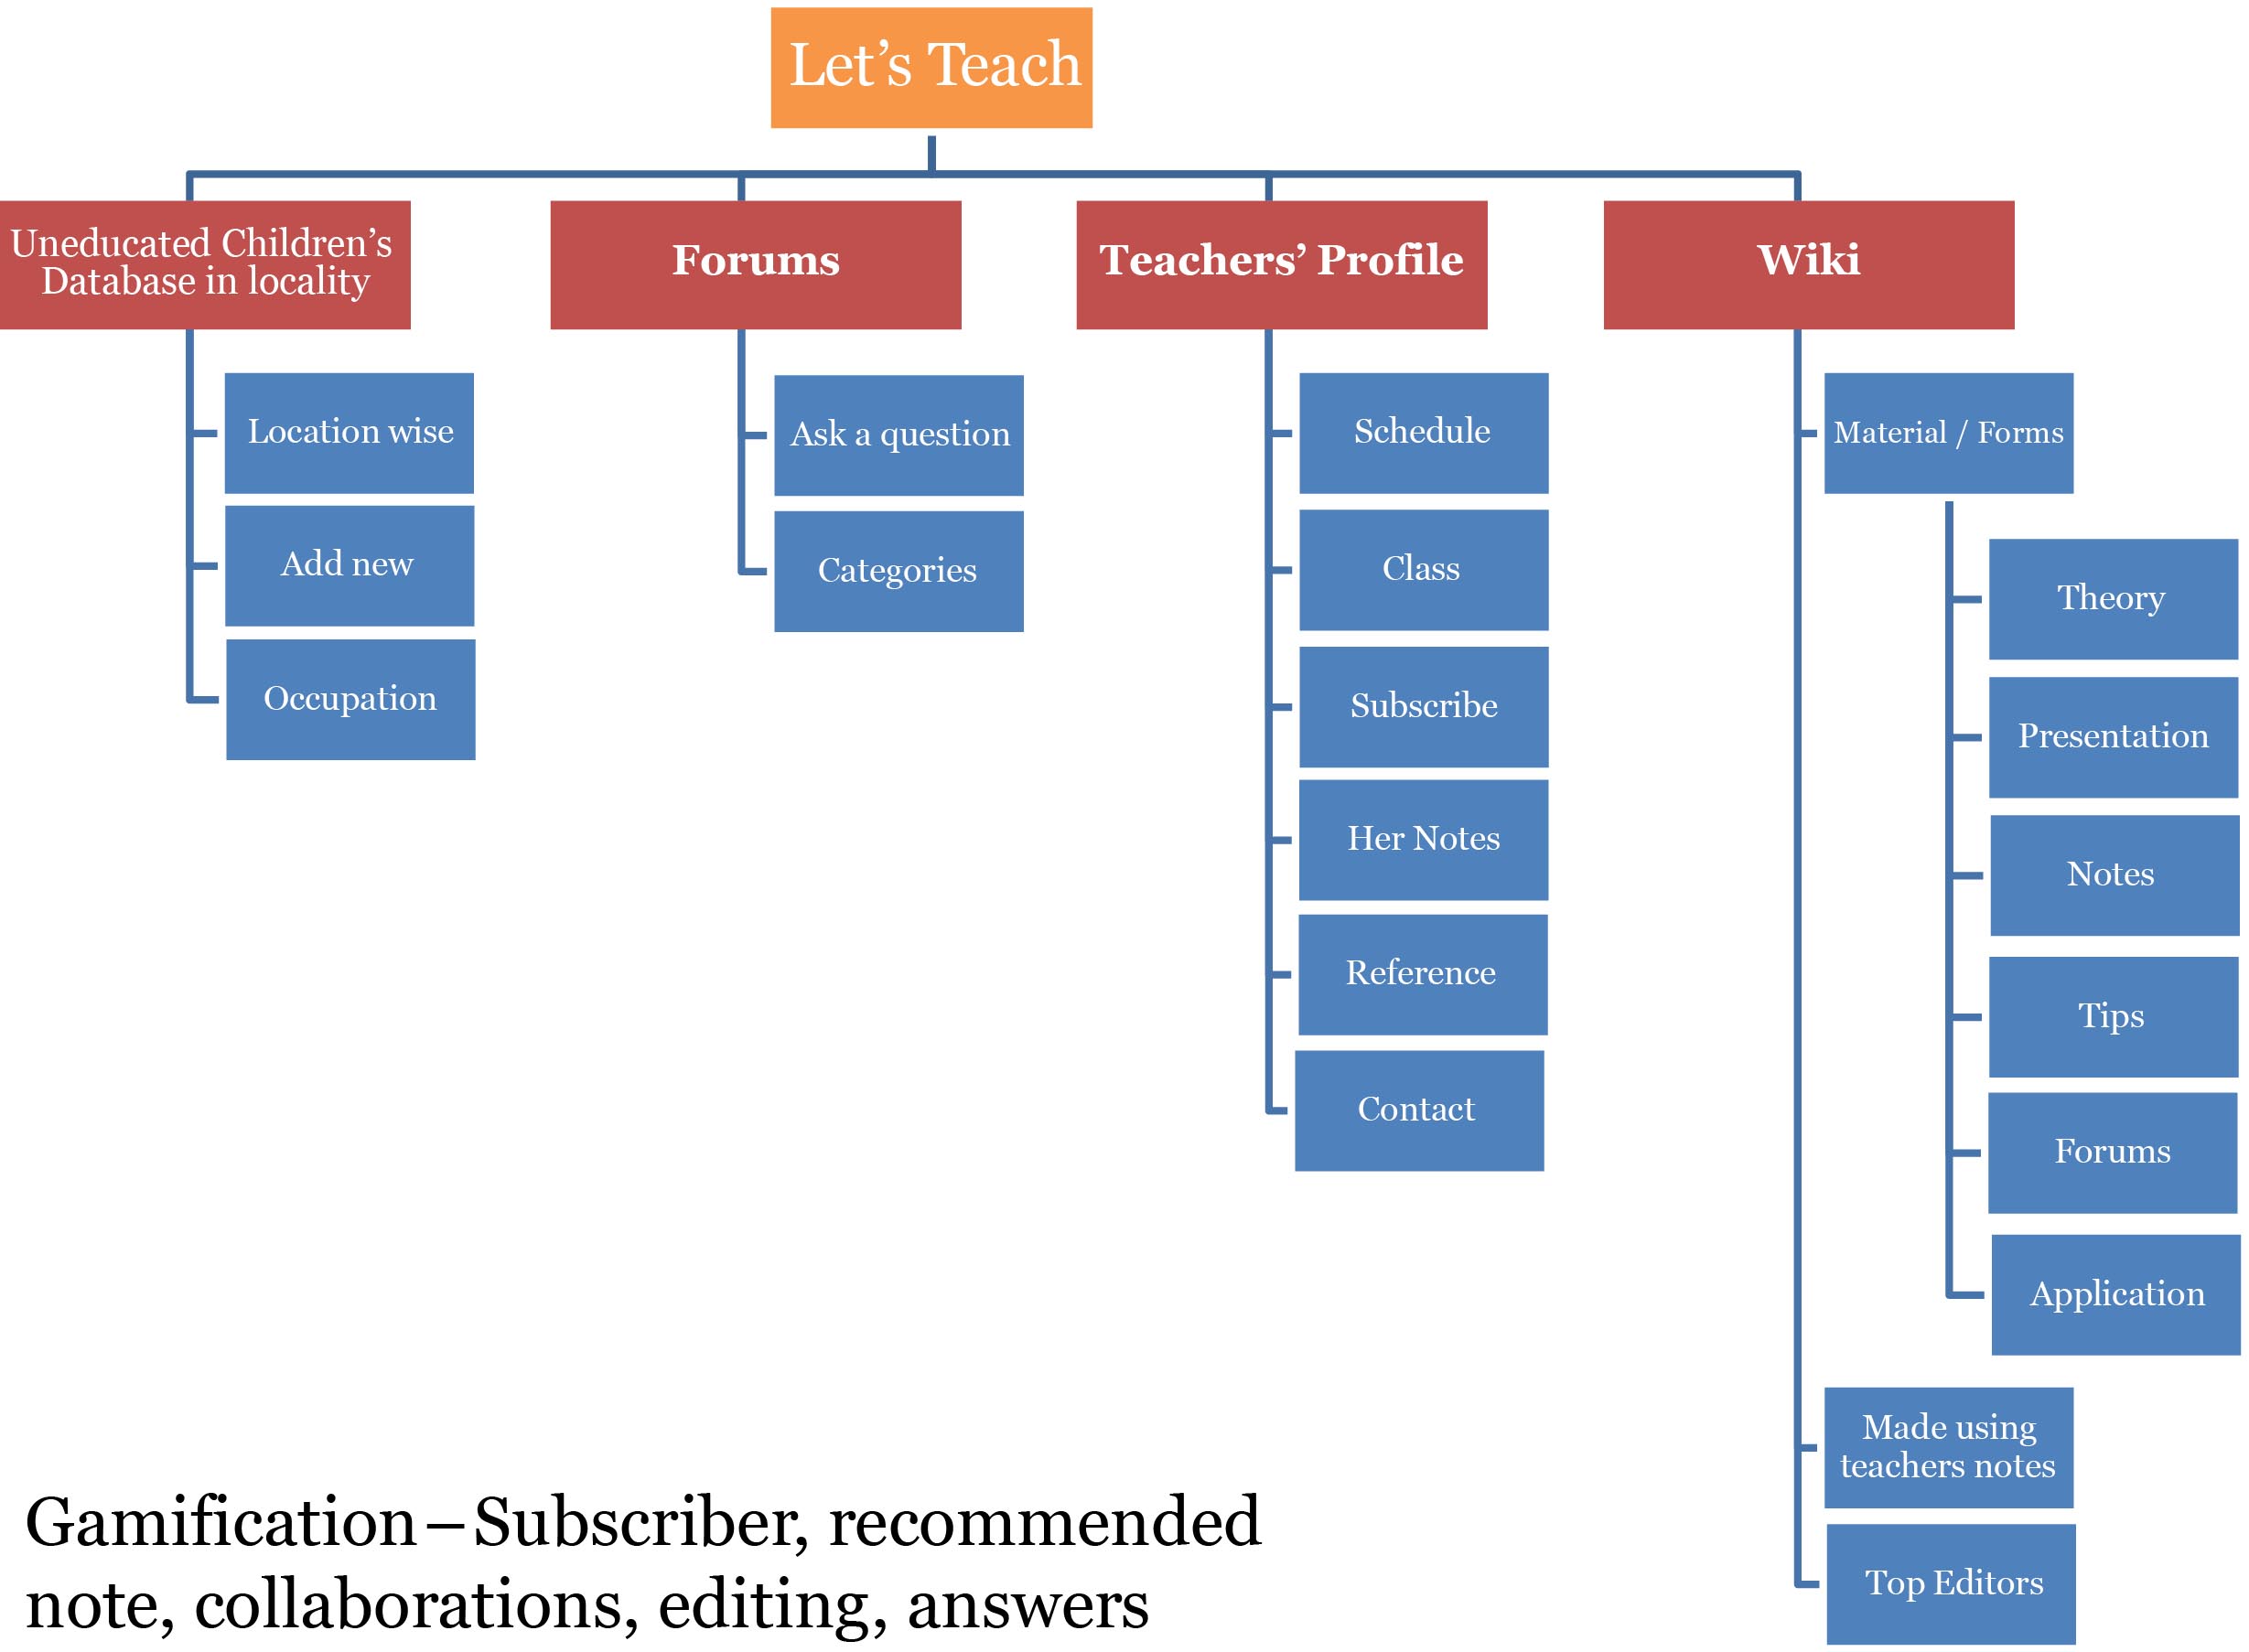 Let’s Teach
Uneducated Children’s
Database in locality
Location wise
Add new
Occupation
Forums
Ask a question
Categories
Teachers’ Profile
Schedule
Class
Subscribe
Her Notes
Reference
Contact
Wiki
Material / Forms
Theory
Presentation
Notes
Tips
Forums
Application
Made using
teachers notes
Top Editors
Gamification – Subscriber, recommended
note, collaborations, editing, answers